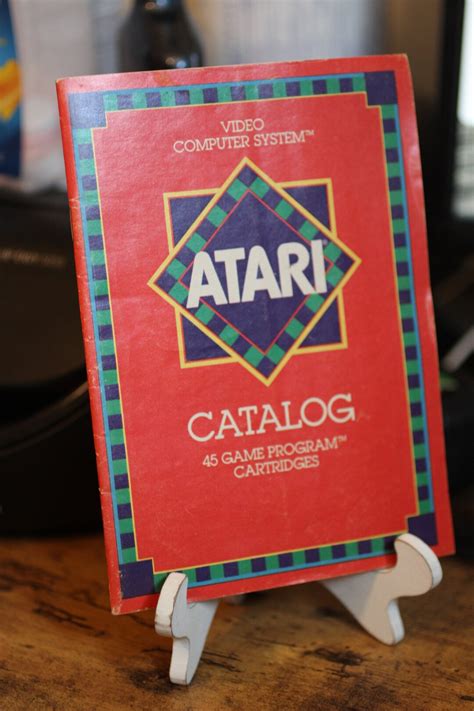 VIDEO
COMPUTER SYSTEM™
ATARI®
CATALOG
45 GAME PROGRAM™
CARTRIDGES